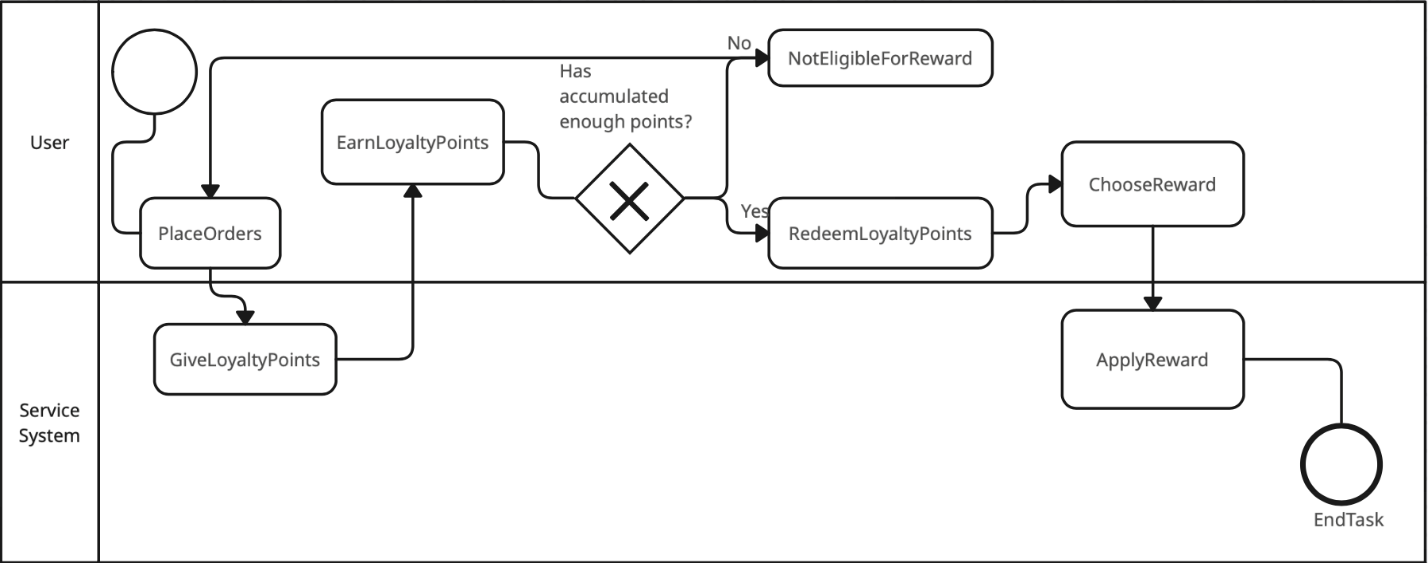 User
No
NotEligibleForReward
Has
accumulated
enough points?
EarnLoyaltyPoints
ChooseReward
Yes
PlaceOrders
RedeemLoyaltyPoints
GiveLoyaltyPoints
ApplyReward
Service
System
EndTask